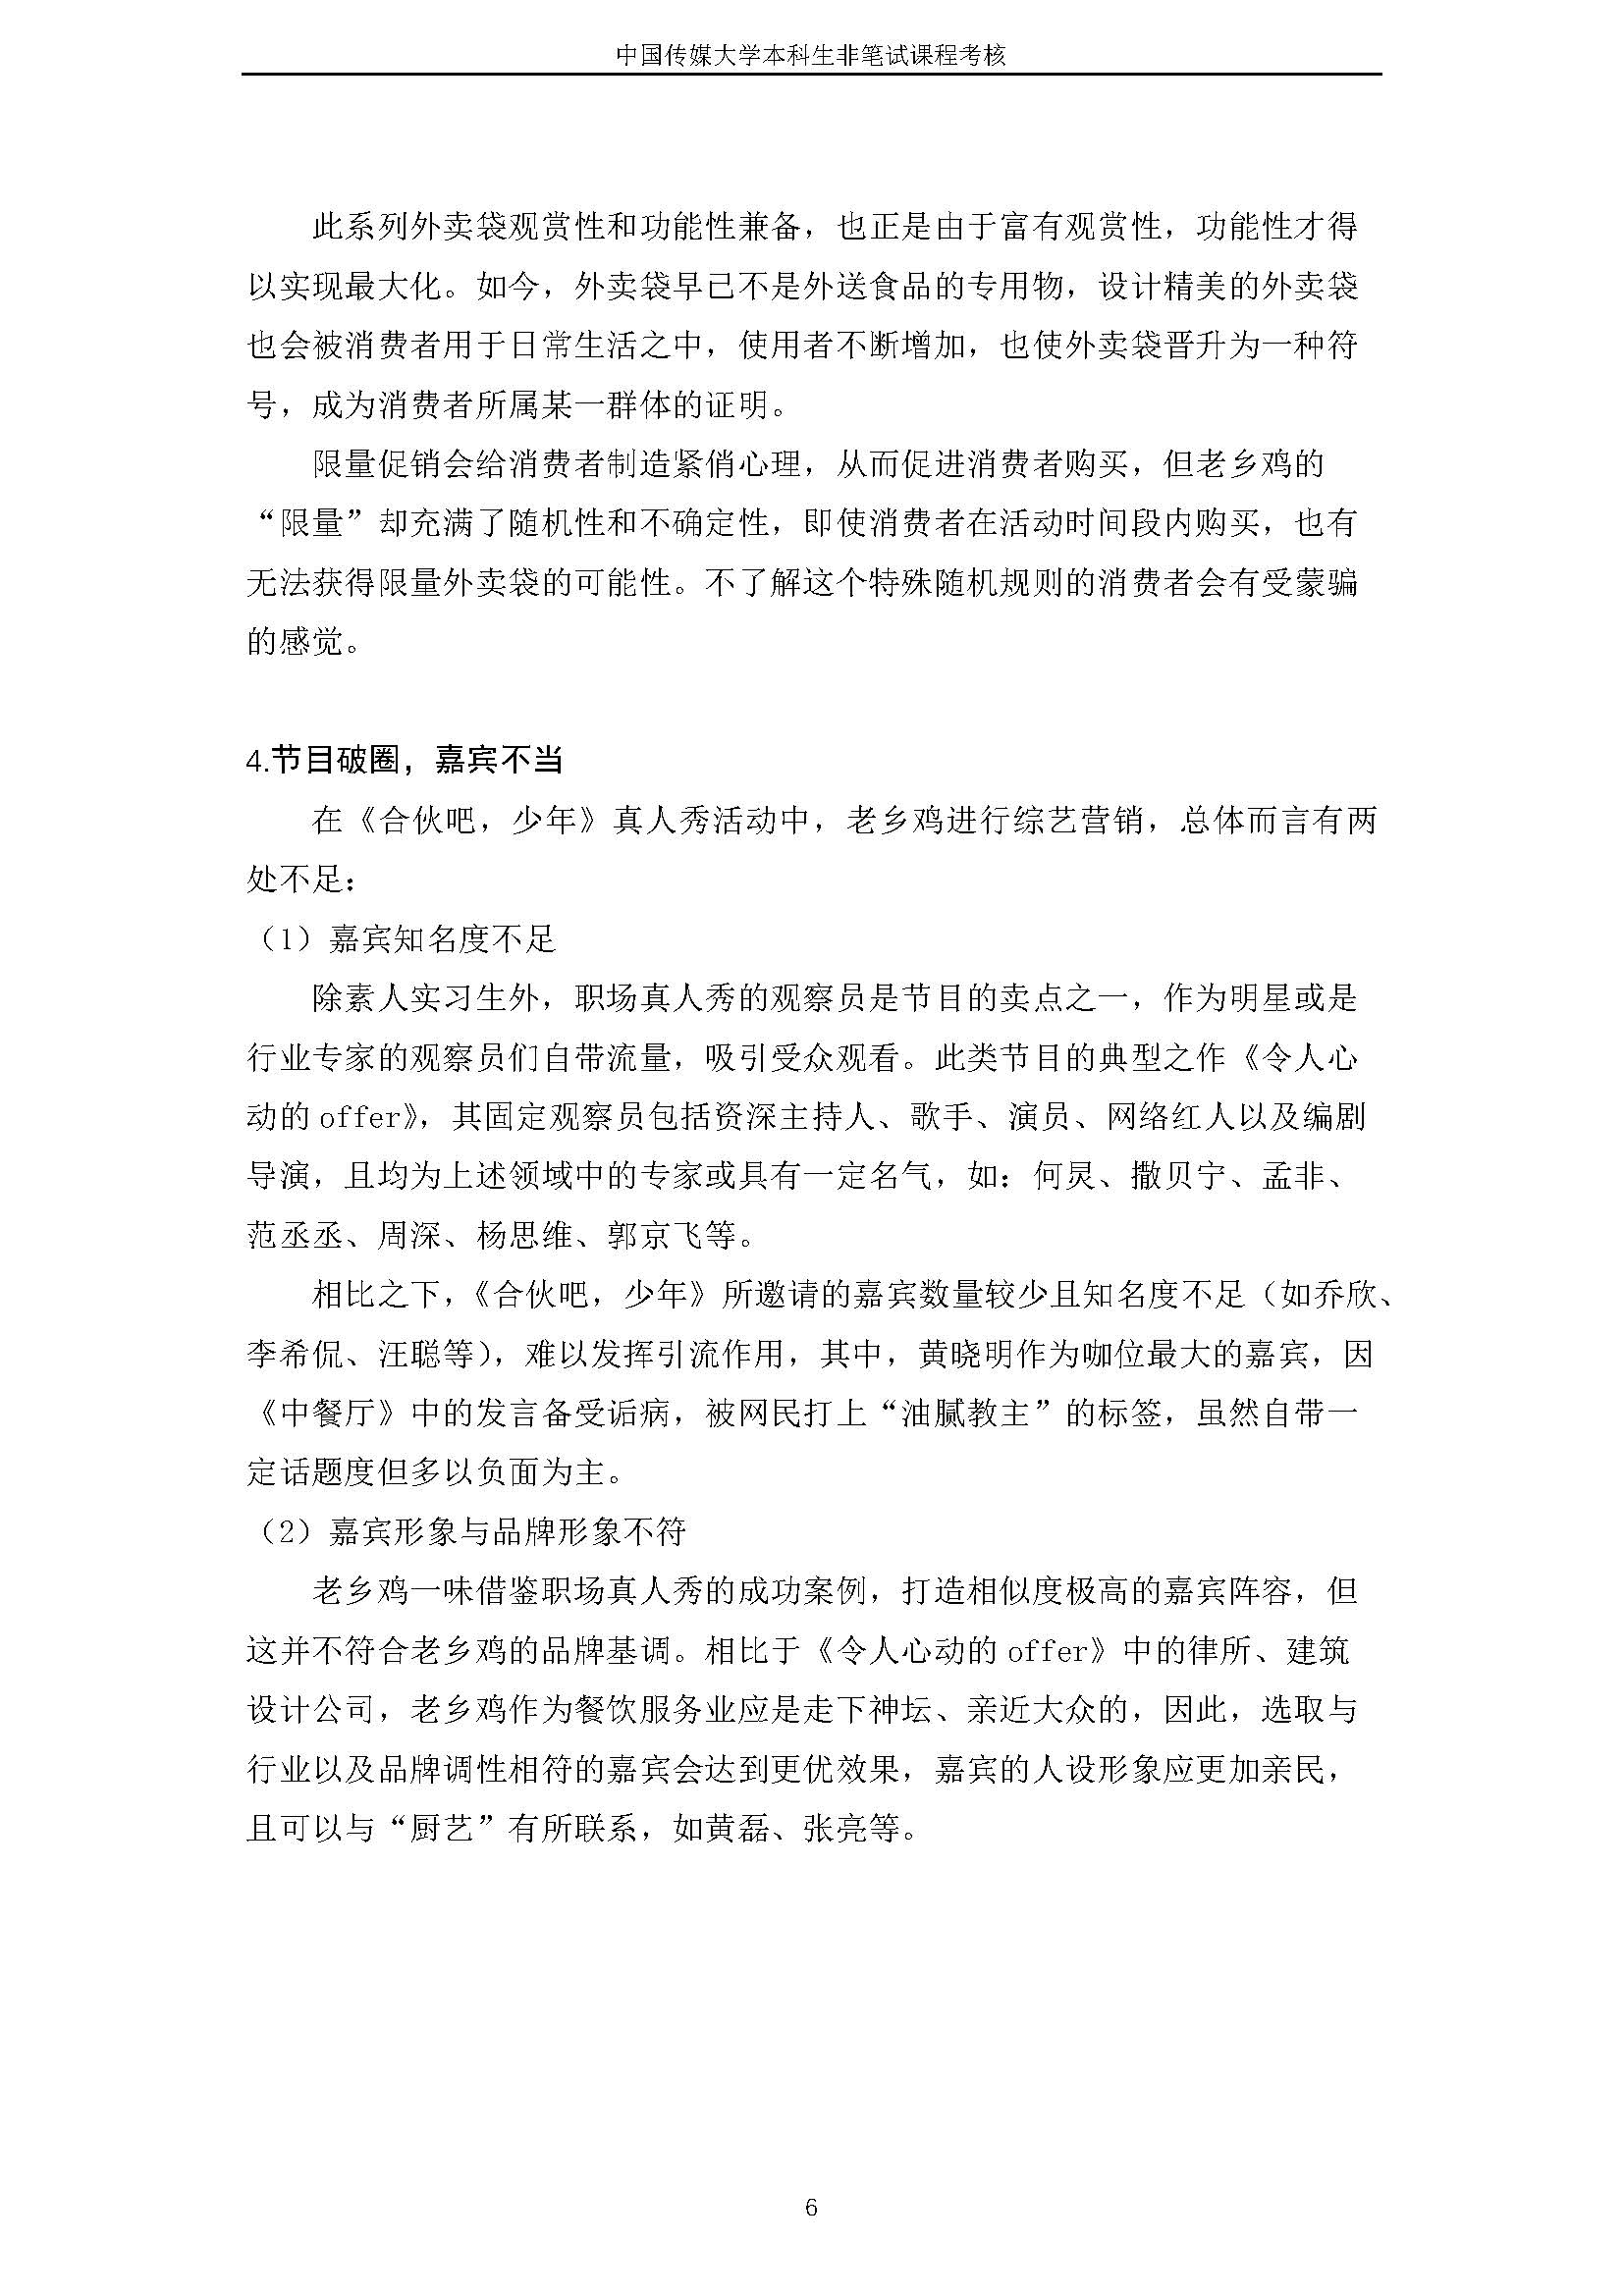 中国传媒大学本科生非笔试课程考核
此系列外卖袋观赏性和功能性兼备，也正是由于富有观赏性，功能性才得
以实现最大化。如今，外卖袋早已不是外送食品的专用物，设计精美的外卖袋
也会被消费者用于日常生活之中，使用者不断增加，也使外卖袋晋升为一种符
号，成为消费者所属某一群体的证明。
限量促销会给消费者制造紧俏心理，从而促进消费者购买，但老乡鸡的
“限量”却充满了随机性和不确定性，即使消费者在活动时间段内购买，也有
无法获得限量外卖袋的可能性。不了解这个特殊随机规则的消费者会有受蒙骗
的感觉。
4.节目破圈，嘉宾不当
在《合伙吧，少年》真人秀活动中，老乡鸡进行综艺营销，总体而言有两
处不足：
（1）嘉宾知名度不足
除素人实习生外，职场真人秀的观察员是节目的卖点之一，作为明星或是
行业专家的观察员们自带流量，吸引受众观看。此类节目的典型之作《令人心
动的 offer》，其固定观察员包括资深主持人、歌手、演员、网络红人以及编剧
导演，且均为上述领域中的专家或具有一定名气，如：何炅、撒贝宁、孟非、
范丞丞、周深、杨思维、郭京飞等。
相比之下，《合伙吧，少年》所邀请的嘉宾数量较少且知名度不足（如乔欣、
李希侃、汪聪等），难以发挥引流作用，其中，黄晓明作为咖位最大的嘉宾，因
《中餐厅》中的发言备受诟病，被网民打上“油腻教主”的标签，虽然自带一
定话题度但多以负面为主。
（2）嘉宾形象与品牌形象不符
老乡鸡一味借鉴职场真人秀的成功案例，打造相似度极高的嘉宾阵容，但
这并不符合老乡鸡的品牌基调。相比于《令人心动的 offer》中的律所、建筑
设计公司，老乡鸡作为餐饮服务业应是走下神坛、亲近大众的，因此，选取与
行业以及品牌调性相符的嘉宾会达到更优效果，嘉宾的人设形象应更加亲民，
且可以与“厨艺”有所联系，如黄磊、张亮等。
6